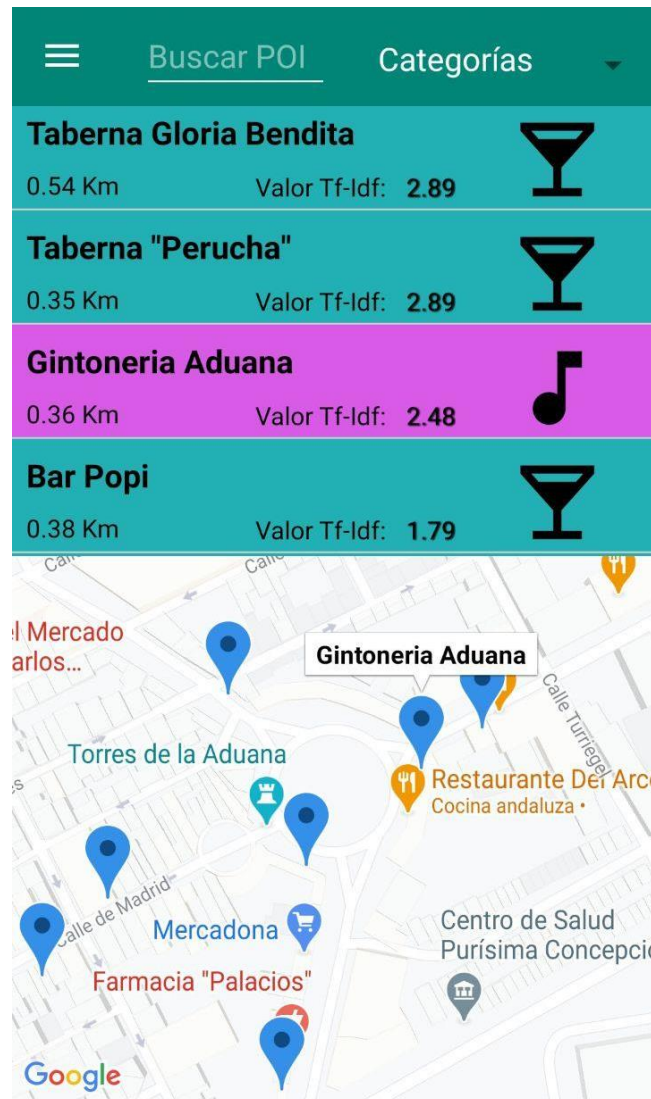 Buscar POI
Categorías
Taberna Gloria Bendita
0.54 Km Valor Tf-Idf: 2.89
Taberna "Perucha"
0.35 Km Valor Tf-Idf: 2.89
Gintoneria Aduana
0.36 Km Valor Tf-Idf: 2.48
Bar Popi
0.38 Km Valor Tf-Idf: 1.79
Mercado
arlos...
Gintoneria Aduana
Calle Turriegel
Torres de la Aduana
Restaurante Del Arco
Cocina andaluza •
Calle de Madrid
Mercadona
Centro de Salud
Purísima Concepci
Farmacia "Palacios"
Google